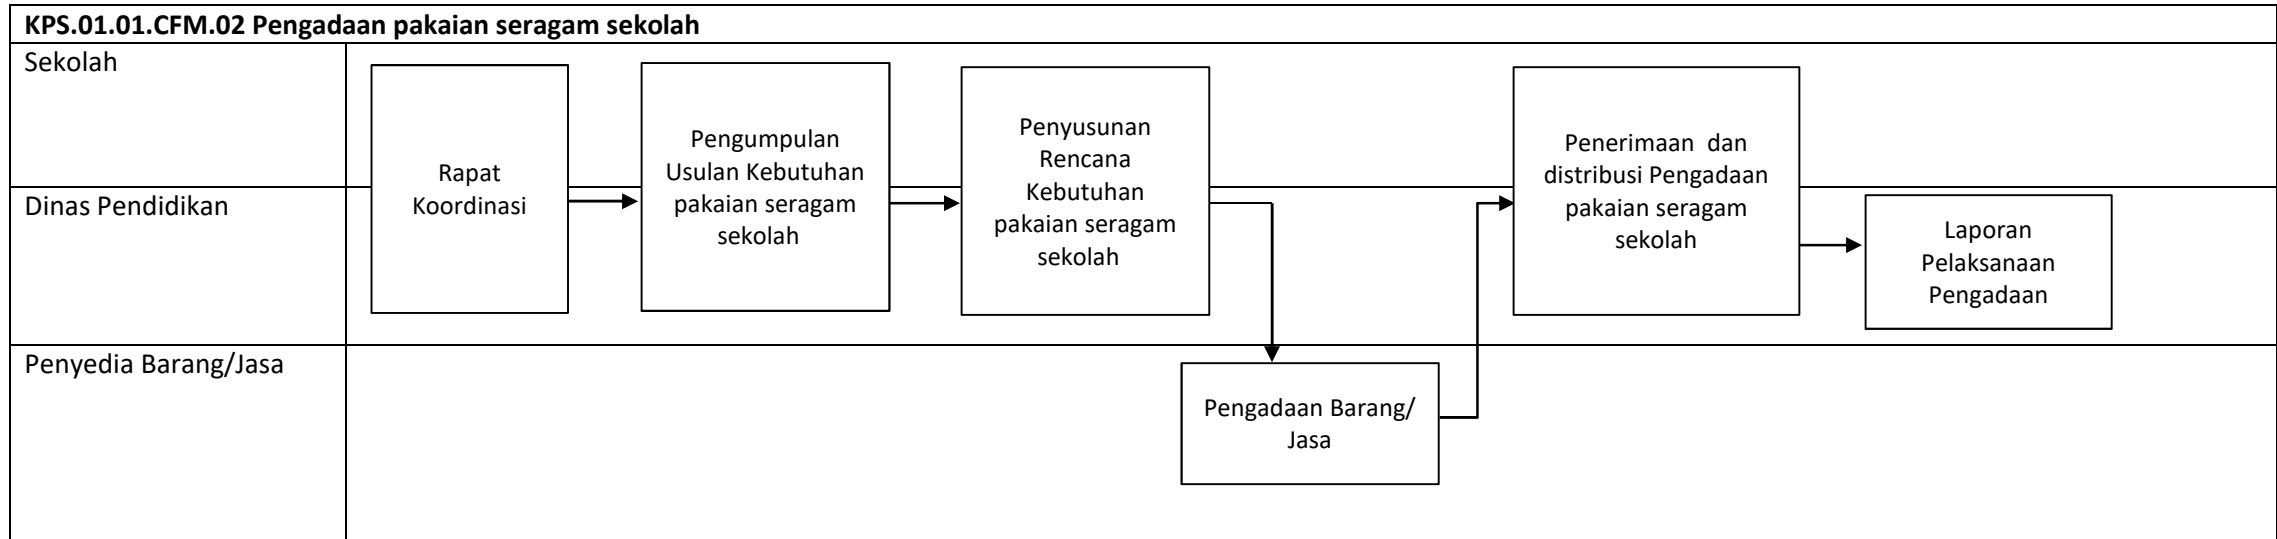 KPS.01.01.CFM.02 Pengadaan pakaian seragam sekolah
Sekolah
Rapat
Koordinasi
Pengumpulan
Usulan Kebutuhan
pakaian seragam
sekolah
Penyusunan
Rencana
Kebutuhan
pakaian seragam
sekolah
Penerimaan dan
distribusi Pengadaan
pakaian seragam
sekolah
Dinas Pendidikan
Laporan
Pelaksanaan
Pengadaan
Penyedia Barang/Jasa
Pengadaan Barang/
Jasa